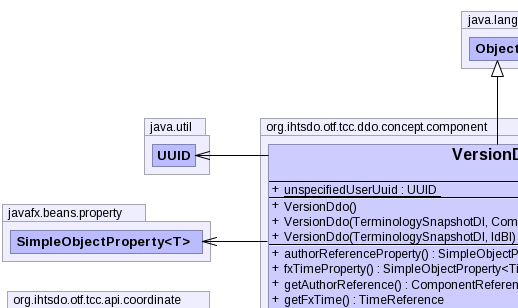 java.lang
Object
java.util
UUID
org.ihtsdo.otf.tcc.ddo.concept.component
VersionD
+ unspecifiedUserUuid : UUID
+ VersionDdo()
+ VersionDdo(TerminologySnapshotDI, Com
+ VersionDdo(TerminologySnapshotDI, IdBI)
javafx.beans.property
SimpleObjectProperty<T>
+ authorReferenceProperty() : SimpleObjectP
+ fxTimeProperty() : SimpleObjectProperty<Ti
+ getAuthorReference() : ComponentReferen
+ getFxTime() : TimeReference
org.ihtsdo.otf.tcc.api.coordinate